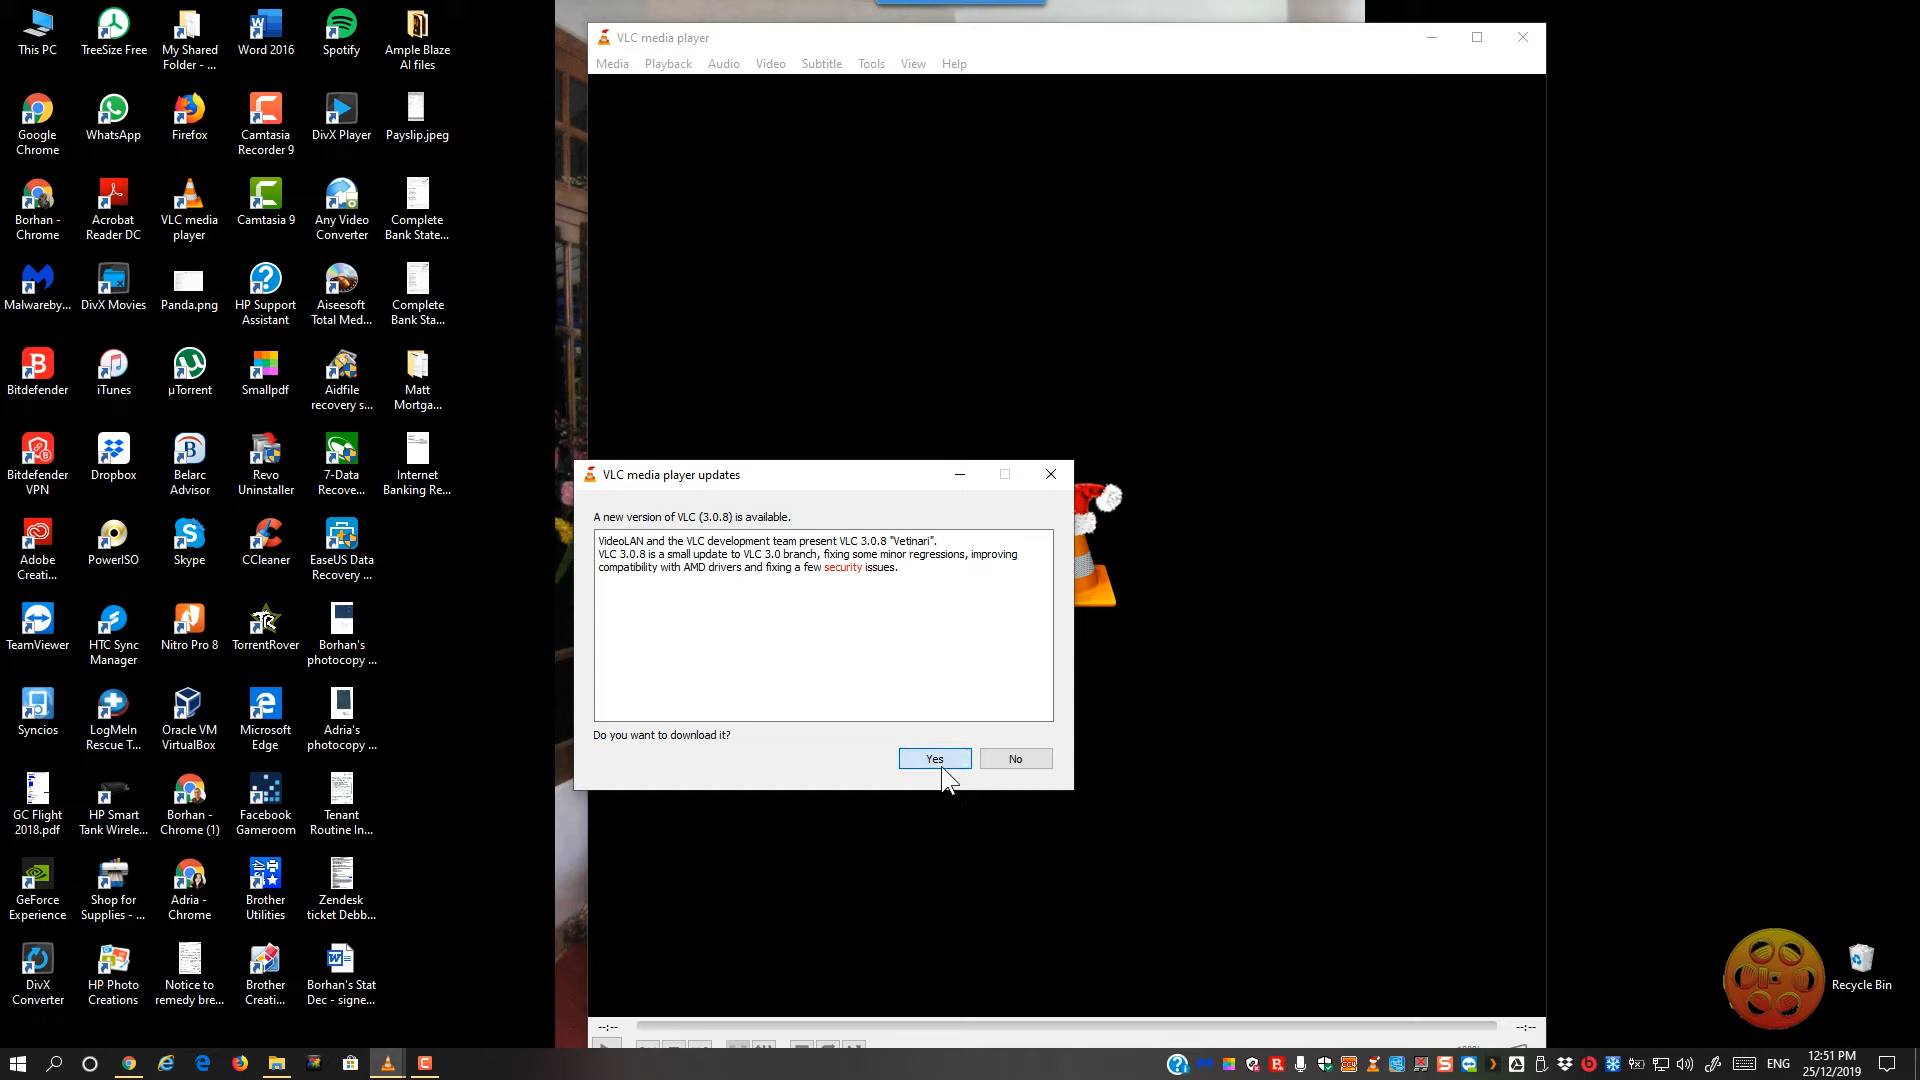 This PC
TreeSize Free
My Shared
Folder - ...
Word 2016
Spotify
Ample Blaze
AI files
Google
Chrome
WhatsApp
Firefox
Camtasia
Recorder 9
DivX Player
Payslip.jpeg
Borhan -
Chrome
Acrobat
Reader DC
VLC media
player
Camtasia 9
Any Video
Converter
Complete
Bank State...
Malwareby...
DivX Movies
Panda.png
HP Support
Assistant
Aiseesoft
Total Med...
Complete
Bank Sta...
Bitdefender
iTunes
µTorrent
Smallpdf
Aidfile
recovery s...
Matt
Mortga...
Bitdefender
VPN
Dropbox
Belarc
Advisor
Revo
Uninstaller
7-Data
Recove...
Internet
Banking Re...
Adobe
Creati...
PowerISO
Skype
CCleaner
EaseUS Data
Recovery ...
TeamViewer
HTC Sync
Manager
Nitro Pro 8
TorrentRover
Borhan's
photocopy ...
Syncios
LogMeIn
Rescue T...
Oracle VM
VirtualBox
Microsoft
Edge
Adria's
photocopy ...
GC Flight
2018.pdf
HP Smart
Tank Wirele...
Borhan -
Chrome (1)
Facebook
Gameroom
Tenant
Routine In...
GeForce
Experience
Shop for
Supplies - ...
Adria -
Chrome
Brother
Utilities
Zendesk
ticket Debb...
DivX
Converter
HP Photo
Creations
Notice to
remedy bre...
Brother
Creati...
Borhan's Stat
Dec - signe...
VLC media player
Media Playback Audio Video Subtitle Tools View Help
VLC media player updates
A new version of VLC (3.0.8) is available.
VideoLAN and the VLC development team present VLC 3.0.8 "Vetinari".
VLC 3.0.8 is a small update to VLC 3.0 branch, fixing some minor regressions, improving
compatibility with AMD drivers and fixing a few security issues.
Do you want to download it?
Yes No
--:-- --:--
Recycle Bin
ENG
12:51 PM
25/12/2019